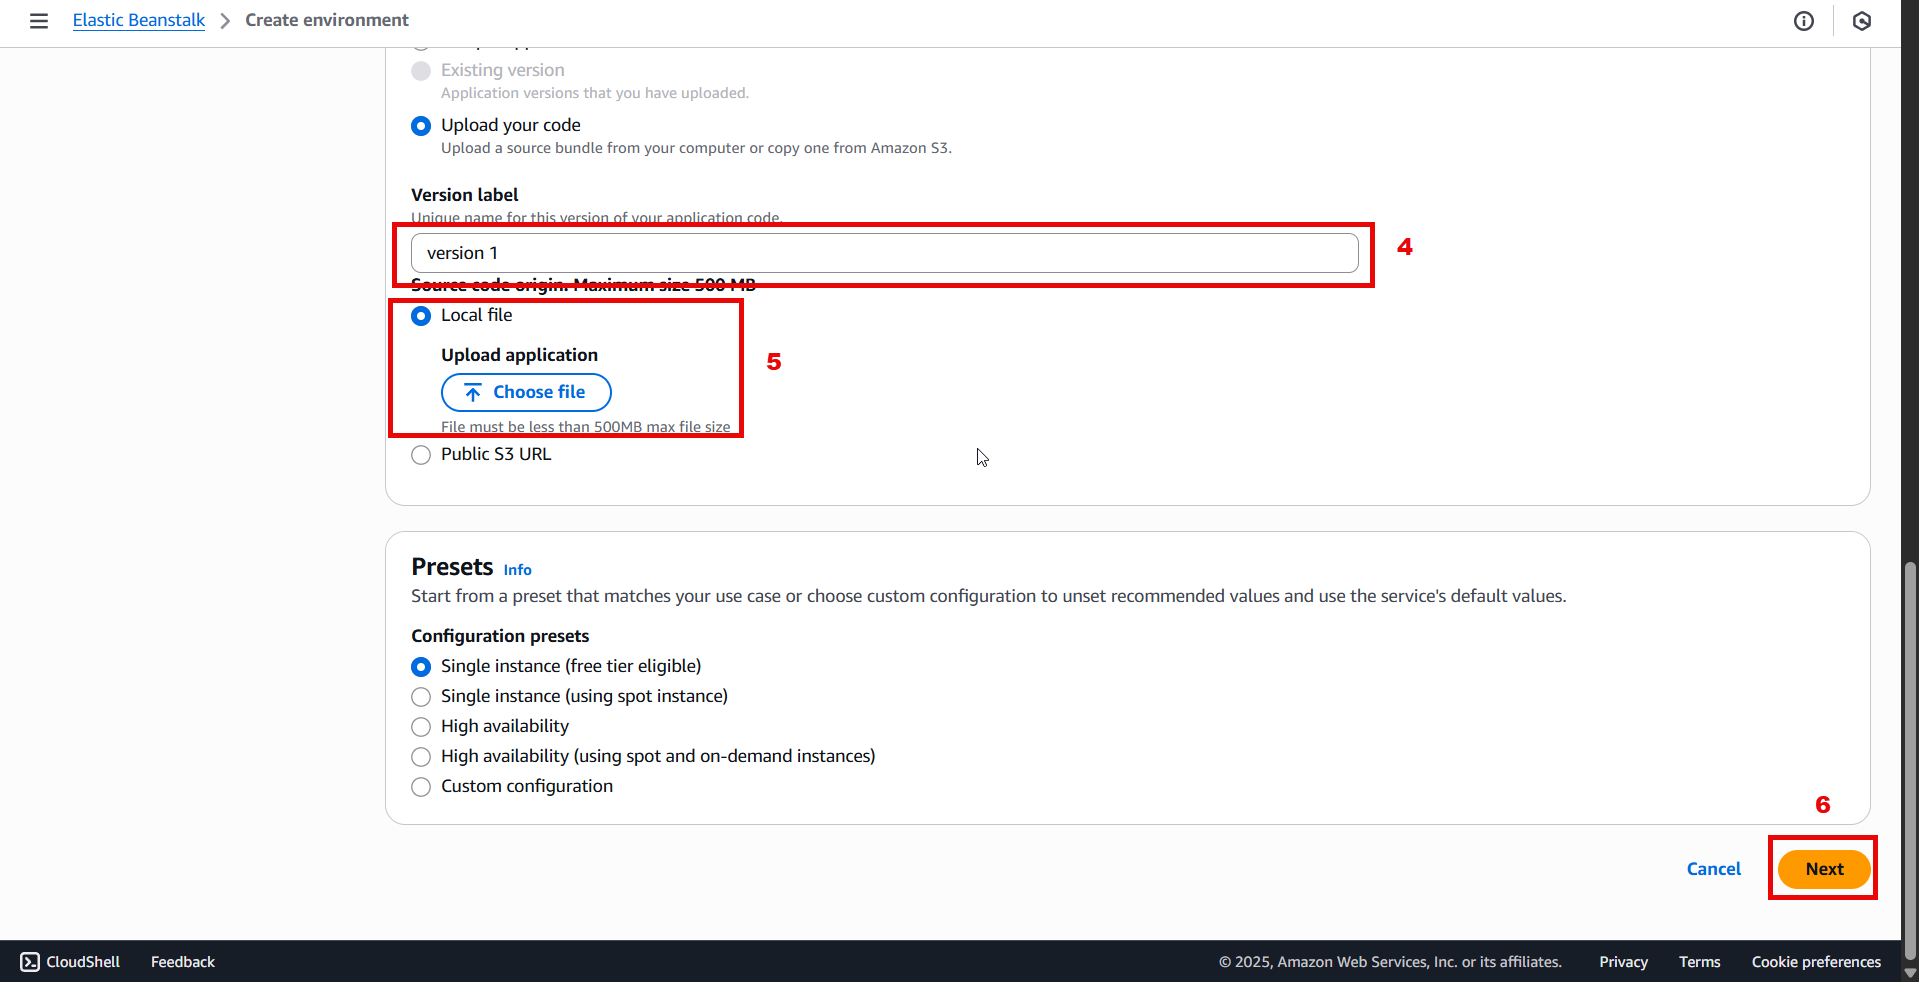 Elastic Beanstalk > Create environment
Existing version
Application versions that you have uploaded.
Upload your code
Upload a source bundle from your computer or copy one from Amazon S3.
Version label
Unique name for this version of your application code.
version 1
4
Source code origin. Maximum size 500 MB
Local file
Upload application
5
Choose file
File must be less than 500MB max file size
Public S3 URL
Presets Info
Start from a preset that matches your use case or choose custom configuration to unset recommended values and use the service's default values.
Configuration presets
Single instance (free tier eligible)
Single instance (using spot instance)
High availability
High availability (using spot and on-demand instances)
Custom configuration
6
Cancel Next
CloudShell Feedback © 2025, Amazon Web Services, Inc. or its affiliates. Privacy Terms Cookie preferences